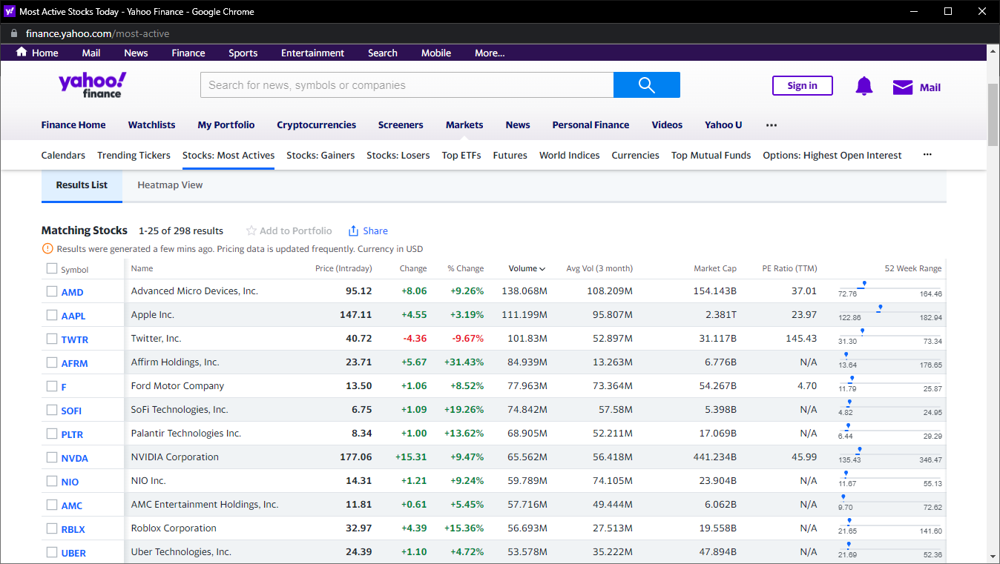 Most Active Stocks Today - Yahoo Finance - Google Chrome
finance.yahoo.com/most-active
Home Mail News Finance Sports Entertainment Search Mobile More...
yahoo! finance Search for news, symbols or companies Sign in Mail
Finance Home Watchlists My Portfolio Cryptocurrencies Screeners Markets News Personal Finance Videos Yahoo U ...
Calendars Trending Tickers Stocks: Most Actives Stocks: Gainers Stocks: Losers Top ETFs Futures World Indices Currencies Top Mutual Funds Options: Highest Open Interest ...
Results List Heatmap View
Matching Stocks 1-25 of 298 results Add to Portfolio Share
Results were generated a few mins ago. Pricing data is updated frequently. Currency in USD
Symbol Name Price (Intraday) Change % Change Volume Avg Vol (3 month) Market Cap PE Ratio (TTM) 52 Week Range
AMD Advanced Micro Devices, Inc. 95.12 +8.06 +9.26% 138.068M 108.209M 154.143B 37.01 72.76 164.46
AAPL Apple Inc. 147.11 +4.55 +3.19% 111.199M 95.807M 2.381T 23.97 122.86 182.94
TWTR Twitter, Inc. 40.72 -4.36 -9.67% 101.83M 52.897M 31.117B 145.43 31.30 73.34
AFRM Affirm Holdings, Inc. 23.71 +5.67 +31.43% 84.939M 13.263M 6.776B N/A 13.64 176.65
F Ford Motor Company 13.50 +1.06 +8.52% 77.963M 73.364M 54.267B 4.70 11.79 25.87
SOFI SoFi Technologies, Inc. 6.75 +1.09 +19.26% 74.842M 57.58M 5.398B N/A 4.82 24.95
PLTR Palantir Technologies Inc. 8.34 +1.00 +13.62% 68.905M 52.211M 17.069B N/A 6.44 29.29
NVDA NVIDIA Corporation 177.06 +15.31 +9.47% 65.562M 56.418M 441.234B 45.99 135.43 346.47
NIO NIO Inc. 14.31 +1.21 +9.24% 59.789M 74.105M 23.904B N/A 11.67 55.13
AMC AMC Entertainment Holdings, Inc. 11.81 +0.61 +5.45% 57.716M 49.444M 6.062B N/A 9.70 72.62
RBLX Roblox Corporation 32.97 +4.39 +15.36% 56.693M 27.513M 19.558B N/A 21.65 141.60
UBER Uber Technologies, Inc. 24.39 +1.10 +4.72% 53.578M 35.222M 47.894B N/A 21.69 52.36